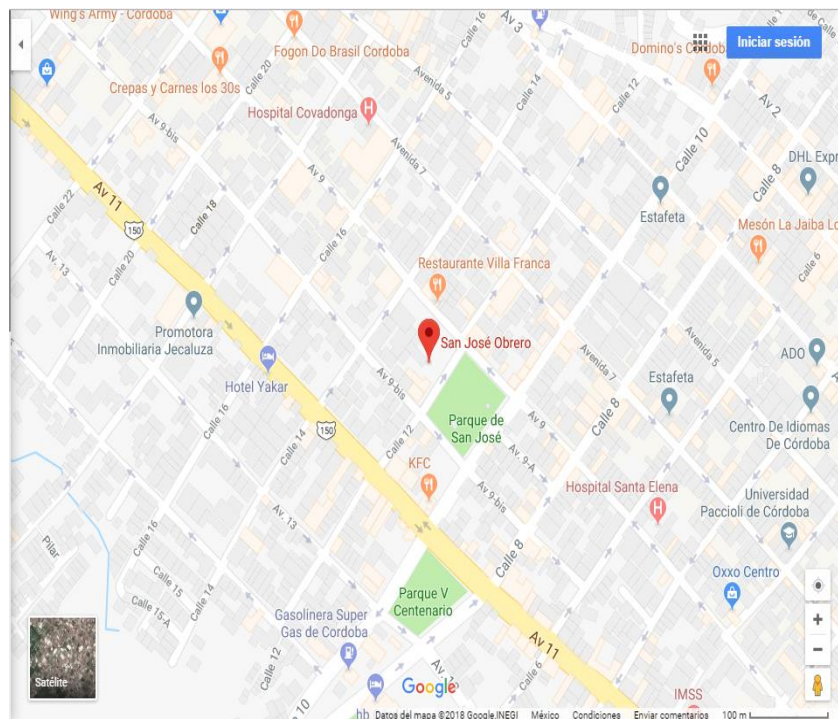 Wing's Army - Córdoba
Calle 20
Fogon Do Brasil Cordoba
Calle 16
Av 3
Domino's Córdoba
Iniciar sesión
Crepas y Carnes los 30s
Calle 20
Avenida 5
Calle 14
Calle 12
Av 2
Hospital Covadonga
Av 9-bis
Avenida 7
Calle 10
Calle 8
DHL Expr
Av 11
Calle 22
Calle 18
Av 9
Estafeta
150
Calle 16
Mesón La Jaiba Lo
Calle 6
Av. 13
Calle 20
Restaurante Villa Franca
Promotora
Inmobiliaria Jecaluza
San José Obrero
Avenida 7
Avenida 5
ADO
Hotel Yakar
Av 9-bis
Estafeta
Calle 8
Centro De Idiomas
De Córdoba
Calle 16
Calle 14
150
Calle 12
Parque de
San José
Av 9
KFC
Av. 9-A
Av 9-bis
Hospital Santa Elena
Universidad
Paccioli de Córdoba
Av. 13
Pilar
Calle 16
Calle 15
Calle 14
Calle 15-A
Calle 8
Parque V
Centenario
Oxxo Centro
Gasolinera Super
Gas de Cordoba
Av 11
Calle 6
Satélite
Google
IMSS
hb
Datos del mapa ©2018 Google, INEGI México Condiciones Enviar comentarios 100 m